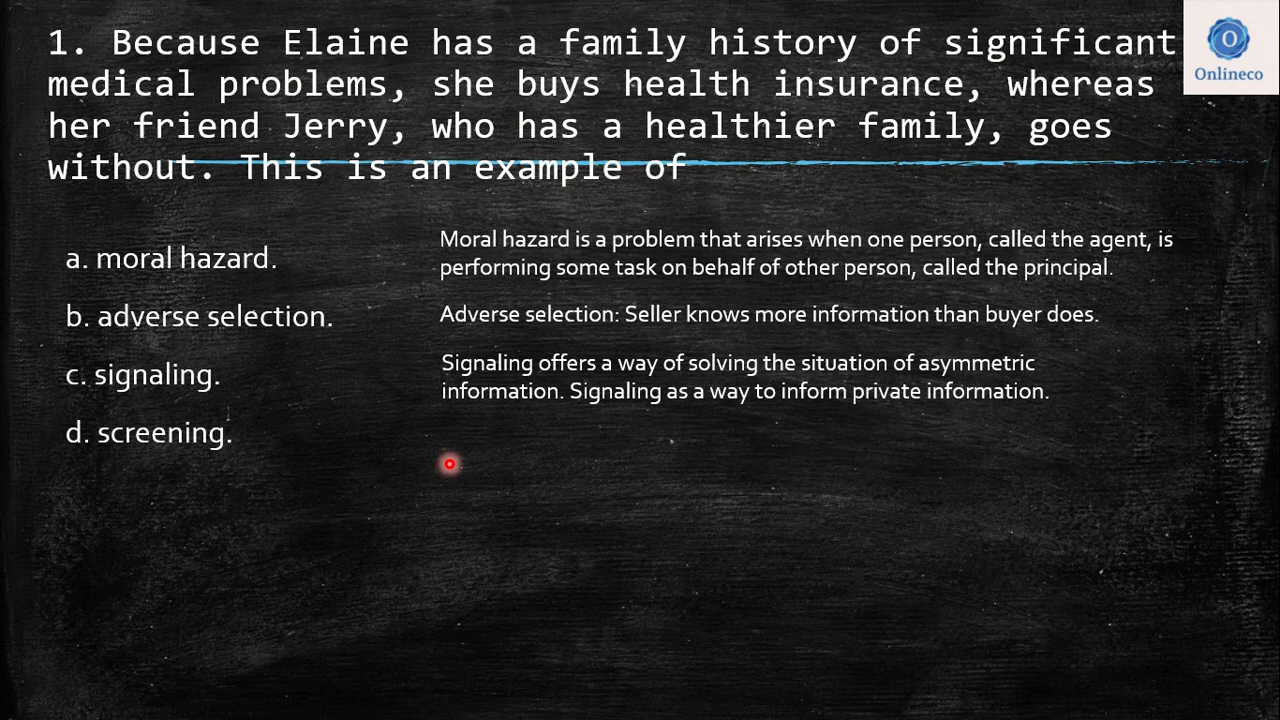 1. Because Elaine has a family history of significant
medical problems, she buys health insurance, whereas
her friend Jerry, who has a healthier family, goes
without. This is an example of
O
Onlineco
a. moral hazard.
b. adverse selection.
c. signaling.
d. screening.
Moral hazard is a problem that arises when one person, called the agent, is
performing some task on behalf of other person, called the principal.
Adverse selection: Seller knows more information than buyer does.
Signaling offers a way of solving the situation of asymmetric
information. Signaling as a way to inform private information.